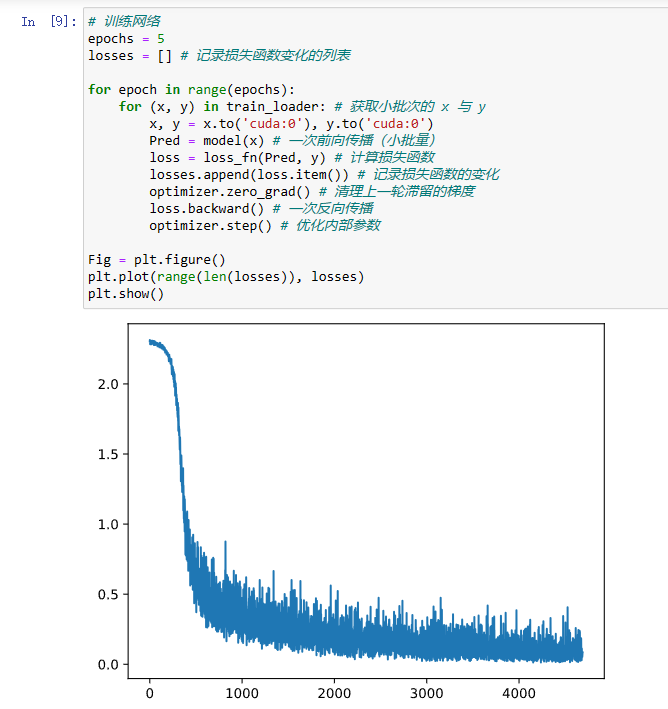 In [9]:
# 训练网络
epochs = 5
losses = [] # 记录损失函数变化的列表
for epoch in range(epochs):
    for (x, y) in train_loader: # 获取小批次的 x 与 y
        x, y = x.to('cuda:0'), y.to('cuda:0')
        Pred = model(x) # 一次前向传播（小批量）
        loss = loss_fn(Pred, y) # 计算损失函数
        losses.append(loss.item()) # 记录损失函数的变化
        optimizer.zero_grad() # 清理上一轮滞留的梯度
        loss.backward() # 一次反向传播
        optimizer.step() # 优化内部参数
Fig = plt.figure()
plt.plot(range(len(losses)), losses)
plt.show()
2.0
1.5
1.0
0.5
0.0
0 1000 2000 3000 4000